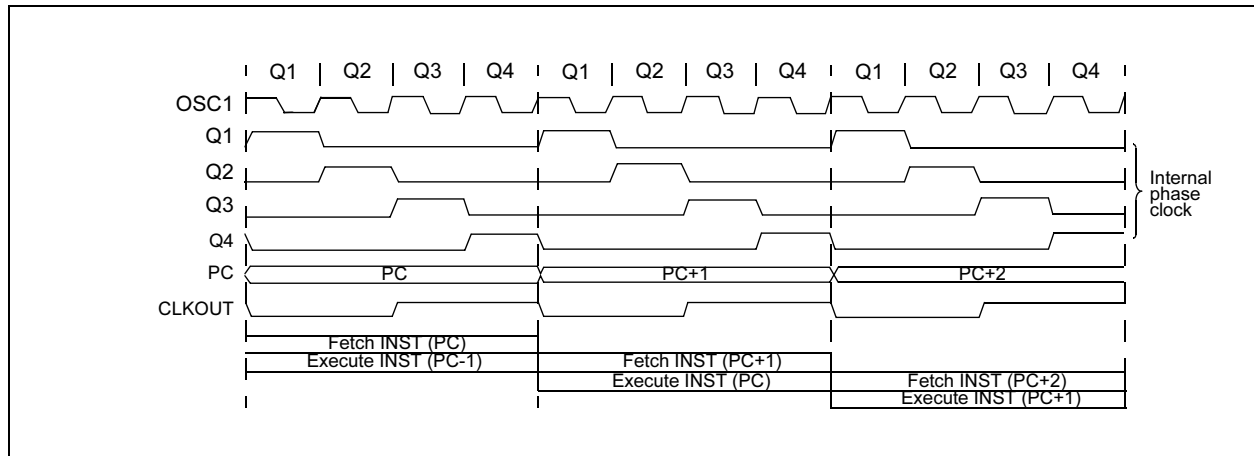 Q1 | Q2 | Q3 | Q4 | Q1 | Q2 | Q3 | Q4 | Q1 | Q2 | Q3 | Q4
OSC1
Q1
Q2
Q3
Q4
Internal
phase
clock
PC PC PC+1 PC+2
CLKOUT
Fetch INST (PC)
Execute INST (PC-1) Fetch INST (PC+1)
Execute INST (PC) Fetch INST (PC+2)
Execute INST (PC+1)